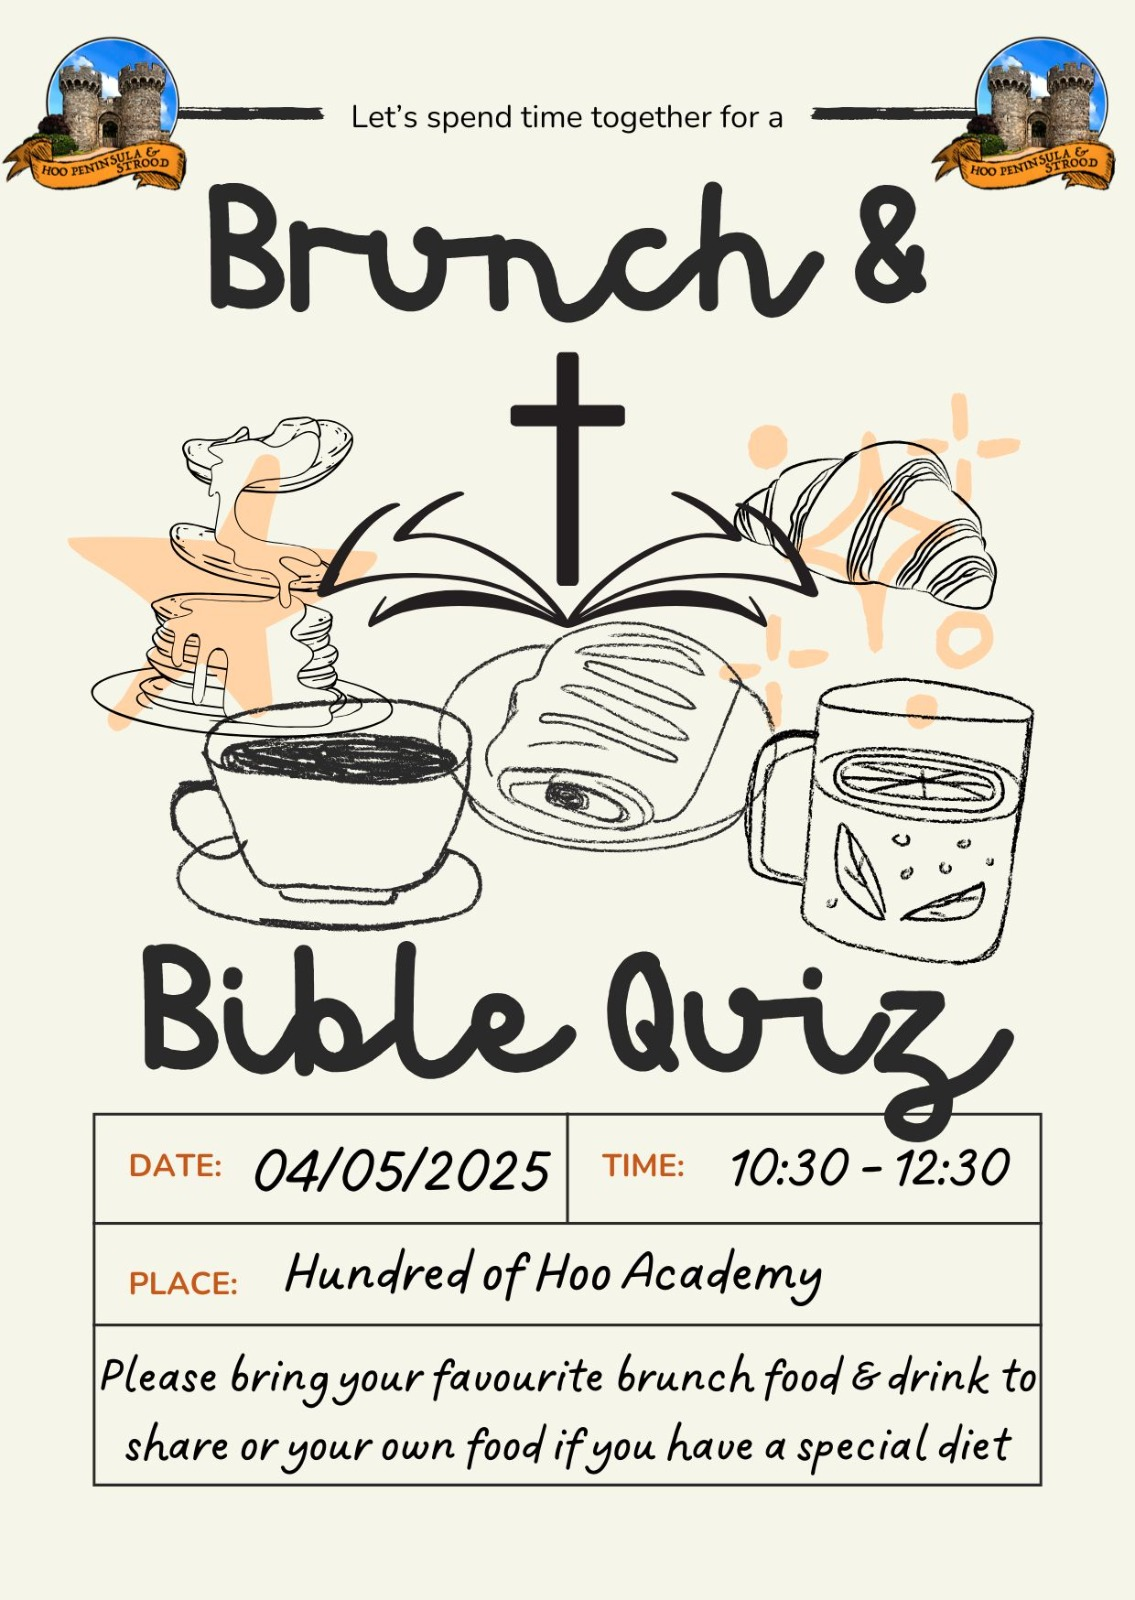 HOO PENINSULA &
STROOD
Let's spend time together for a
HOO PENINSULA &
STROOD
Brunch &
Bible Quiz
DATE: 04/05/2025
TIME: 10:30 - 12:30
PLACE: Hundred of Hoo Academy
Please bring your favourite brunch food & drink to
share or your own food if you have a special diet